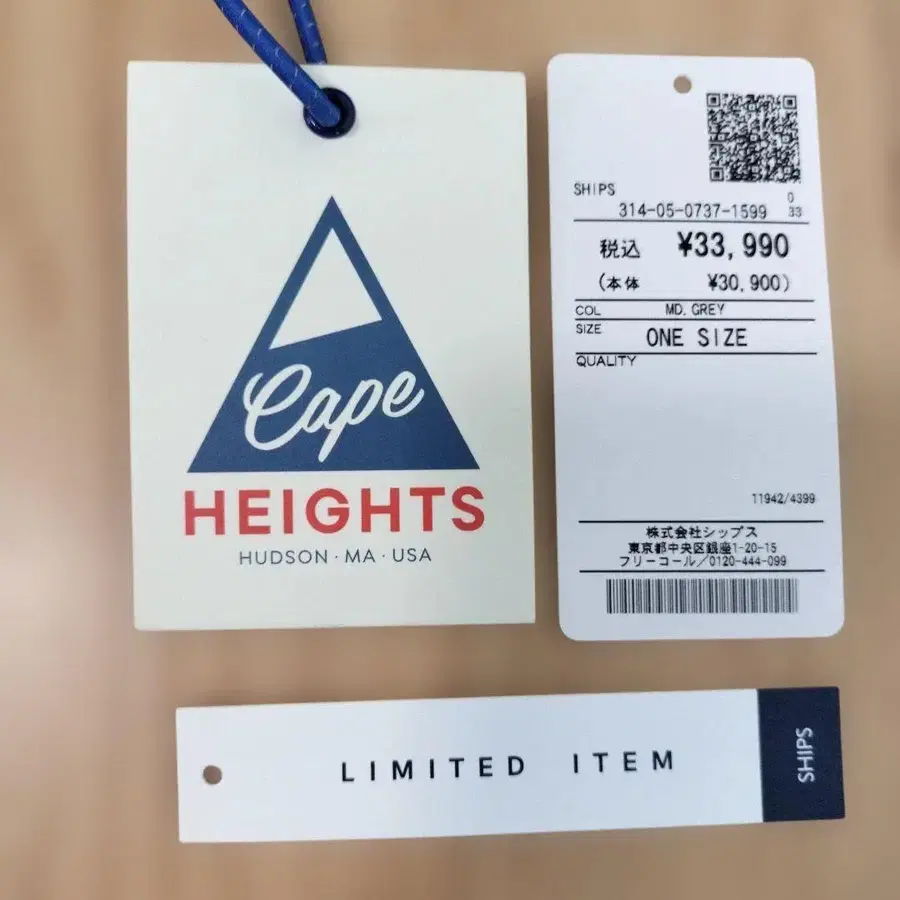 Cape
HEIGHTS
HUDSON · MA · USA
SHIPS
0
314-05-0737-1599 33
税込 ¥33,990
(本体 ¥30,900)
COL MD. GREY
SIZE ONE SIZE
QUALITY
11942/4399
株式会社シップス
東京都中央区銀座1-20-15
フリーコール/0120-444-099
LIMITED ITEM
SHIPS